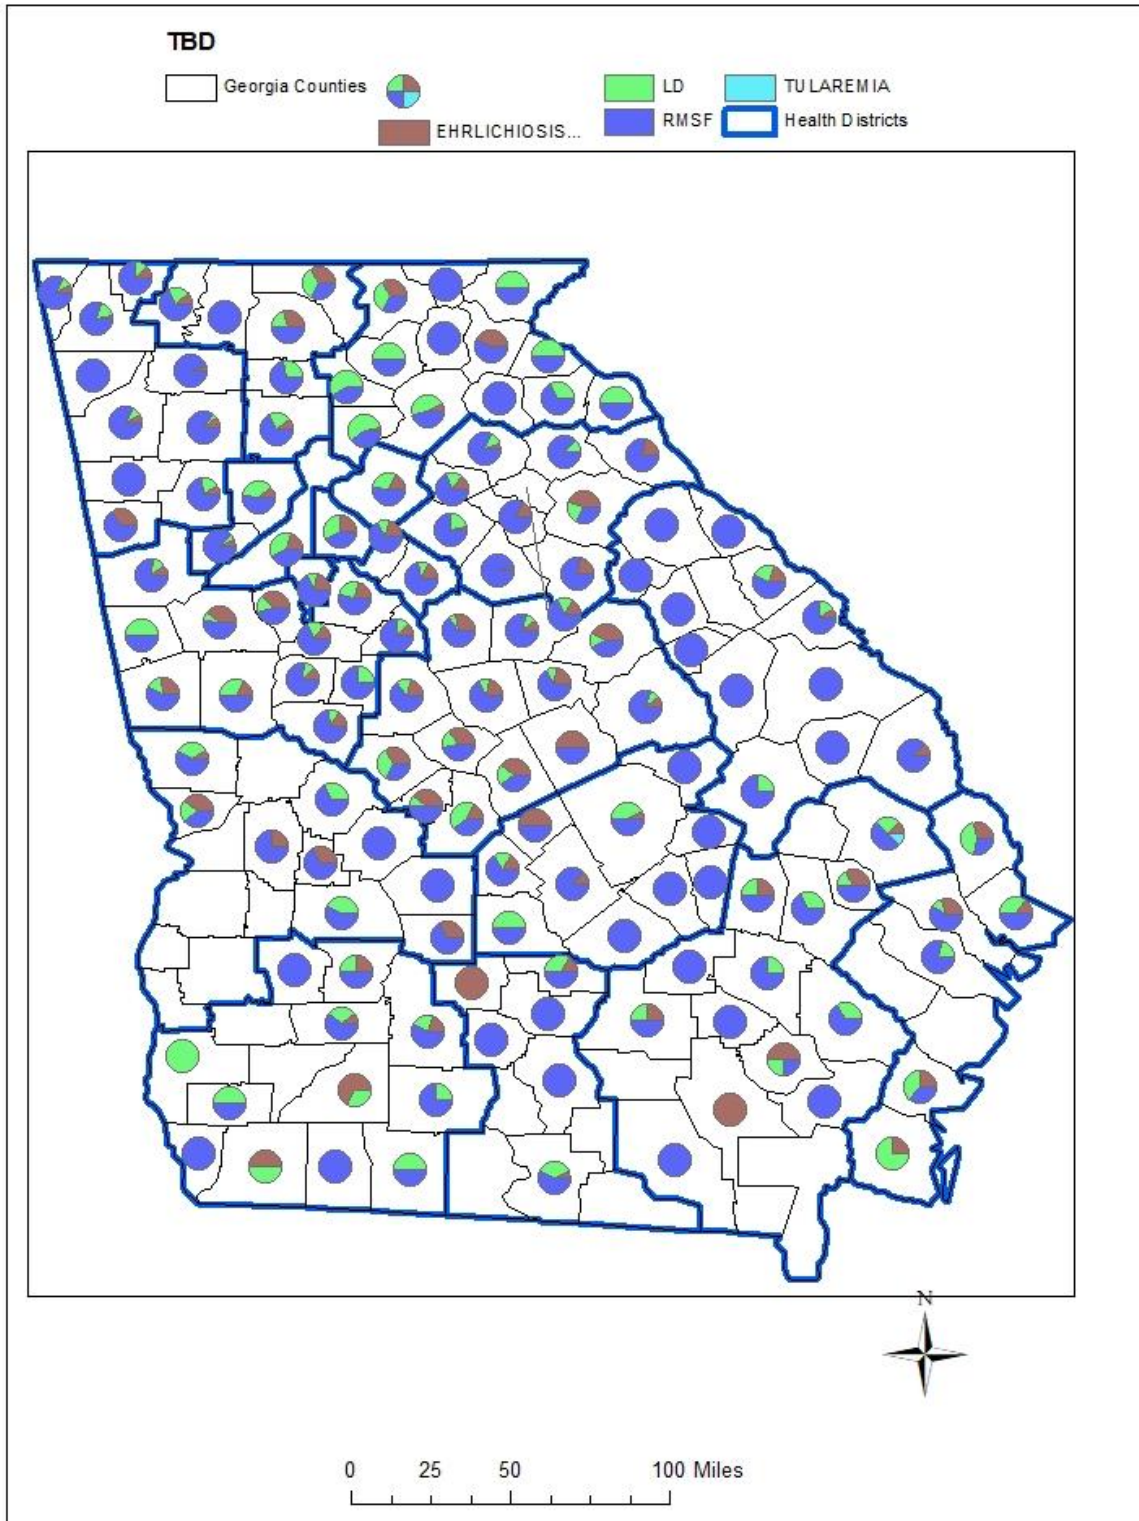 TBD
Georgia Counties
LD
TULAREMIA
EHRLICHIOSIS...
RMSF
Health Districts
N
0 25 50 100 Miles